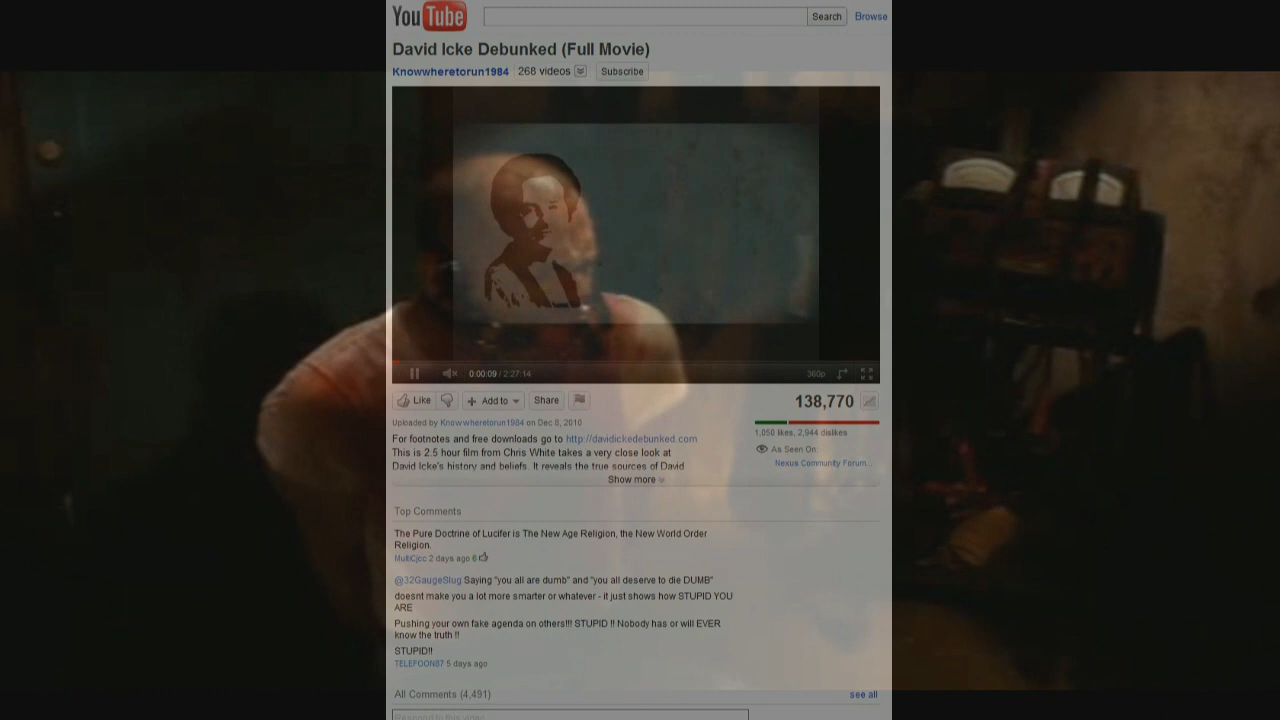 YouTube
Search
Browse
David Icke Debunked (Full Movie)
Knowwheretorun1984 268 videos Subscribe
0:00:09 / 2:27:14 360p
Like Add to Share 138,770
Uploaded by Knowwheretorun1984 on Dec 8, 2010
1,050 likes, 2,944 dislikes
For footnotes and free downloads go to http://davidickedebunked.com
This is 2.5 hour film from Chris White takes a very close look at
David Icke's history and beliefs. It reveals the true sources of David
As Seen On:
Nexus Community Forum...
Show more
Top Comments
The Pure Doctrine of Lucifer is The New Age Religion, the New World Order
Religion.
2 days ago 6
@32GaugeSlug Saying "you all are dumb" and "you all deserve to die DUMB"
doesnt make you a lot more smarter or whatever - it just shows how STUPID YOU
ARE
Pushing your own fake agenda on others!!! STUPID !! Nobody has or will EVER
know the truth !!
STUPID!!
TELEFOON87 5 days ago
All Comments (4,491) see all
Respond to this video...